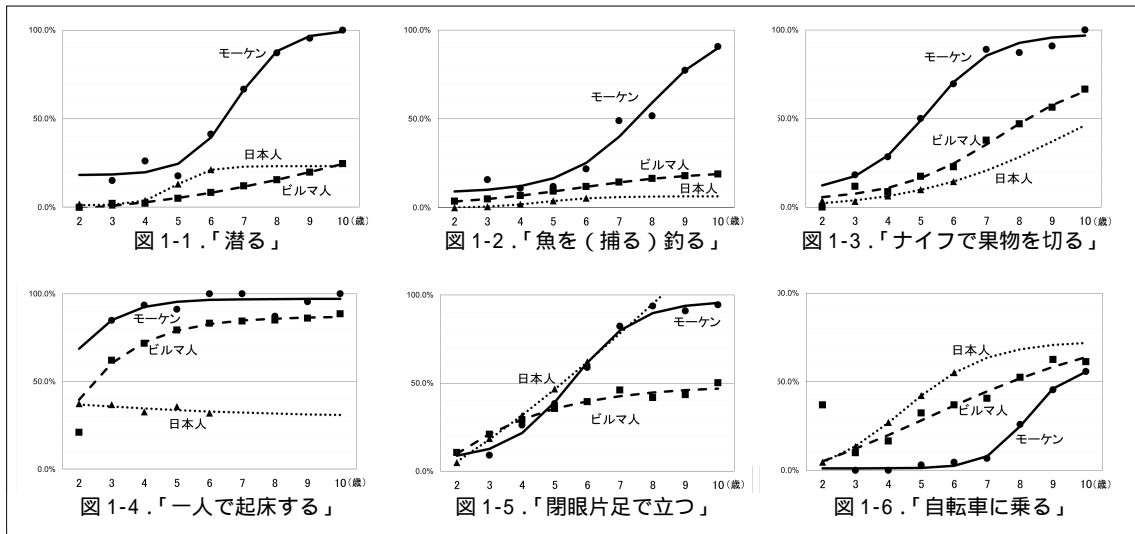 100.0%
モーケン
50.0%
日本人
ビルマ人
0.0%
2 3 4 5 6 7 8 9 10(歳)
図 1-1.「潜る」
100.0%
モーケン
50.0%
ビルマ人
日本人
0.0%
2 3 4 5 6 7 8 9 10(歳)
図 1-2.「魚を(捕る)釣る」
100.0%
モーケン
50.0%
ビルマ人
日本人
0.0%
2 3 4 5 6 7 8 9 10(歳)
図 1-3.「ナイフで果物を切る」
100.0%
モーケン
ビルマ人
50.0%
日本人
0.0%
2 3 4 5 6 7 8 9 10(歳)
図 1-4.「一人で起床する」
100.0%
モーケン
日本人
50.0%
ビルマ人
0.0%
2 3 4 5 6 7 8 9 10(歳)
図 1-5.「閉眼片足で立つ」
00.0%
日本人
50.0%
ビルマ人
モーケン
0.0%
2 3 4 5 6 7 8 9 10(歳)
図 1-6.「自転車に乗る」